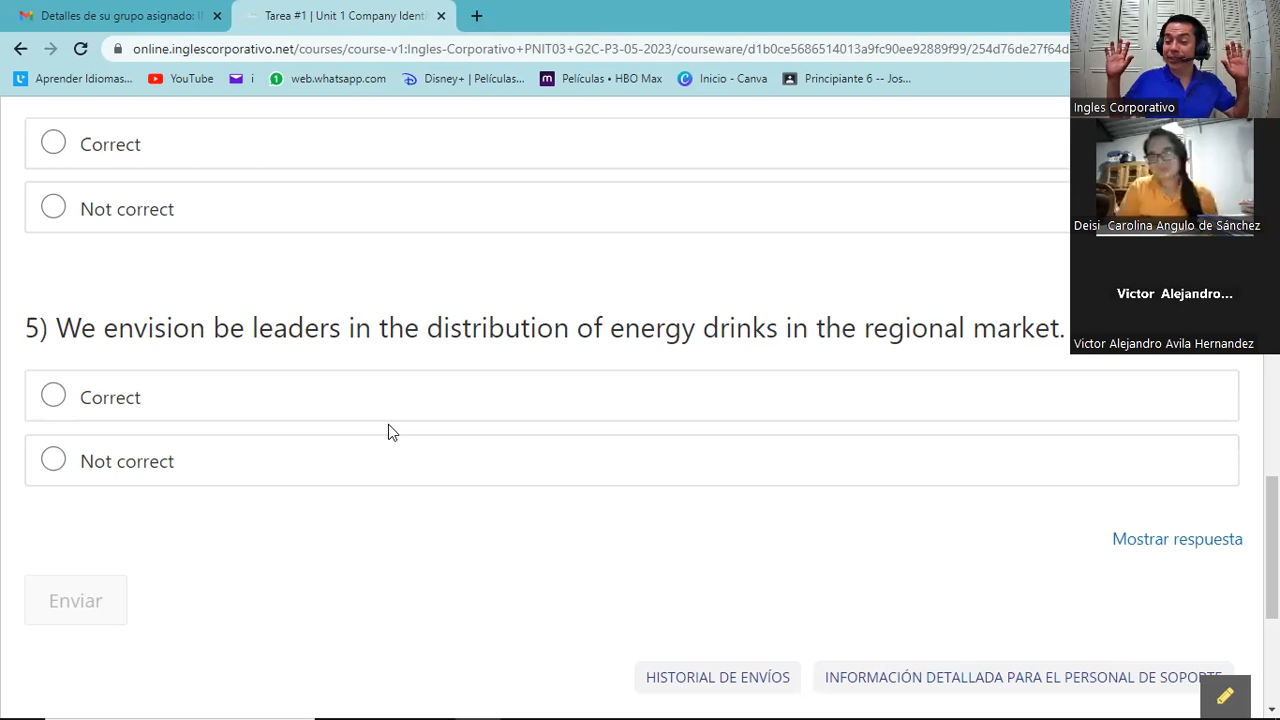 Detalles de su grupo asignado: I
Tarea #1 | Unit 1 Company Identi
online.inglescorporativo.net/courses/course-v1:Ingles-Corporativo+PNIT03+G2C-P3-05-2023/courseware/d1b0ce58f651401339fc90e92889f99/254d76de27f64d
Aprender Idiomas...
YouTube
i
web.whatsapp.com
Disney+ | Películas...
Películas • HBO Max
Inicio - Canva
Principiante 6 -- Jos...
Ingles Corporativo
Correct
Not correct
Deisi Carolina Angulo de Sánchez
Victor Alejandro...
Victor Alejandro Avila Hernandez
5) We envision be leaders in the distribution of energy drinks in the regional market.
Correct
Not correct
Mostrar respuesta
Enviar
HISTORIAL DE ENVÍOS
INFORMACIÓN DETALLADA PARA EL PERSONAL DE SOPORTE